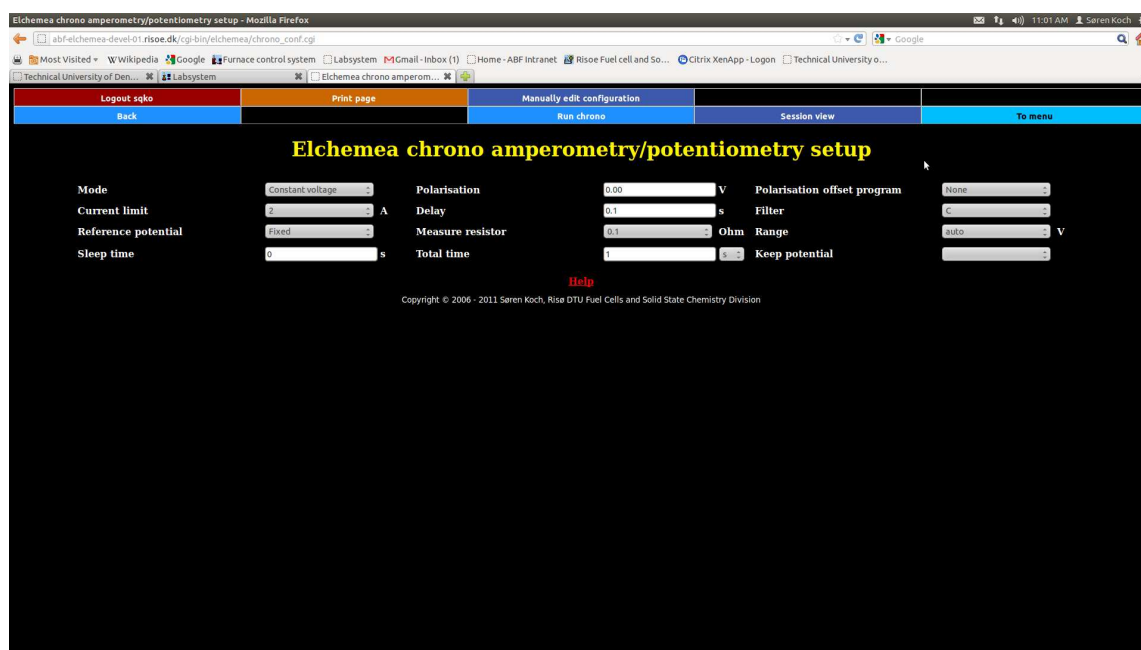 Elchemea chrono amperometry/potentiometry setup - Mozilla Firefox 11:01 AM Søren Koch
abf-elchemea-devel-01.risoe.dk/cgi-bin/elchemea/chrono_conf.cgi Google
Most Visited Wikipedia Google Furnace control system Labsystem Gmail - Inbox (1) Home - ABF Intranet Risoe Fuel cell and So... Citrix XenApp - Logon Technical University o...
Technical University of Den... Labsystem Elchemea chrono amperom...
Logout sqko Print page Manually edit configuration
Back Run chrono Session view To menu
Elchemea chrono amperometry/potentiometry setup
Mode Constant voltage Polarisation 0.00 V Polarisation offset program None
Current limit 2 A Delay 0.1 s Filter C
Reference potential Fixed Measure resistor 0.1 Ohm Range auto V
Sleep time 0 s Total time 1 s Keep potential
Help
Copyright © 2006 - 2011 Søren Koch, Risø DTU Fuel Cells and Solid State Chemistry Division